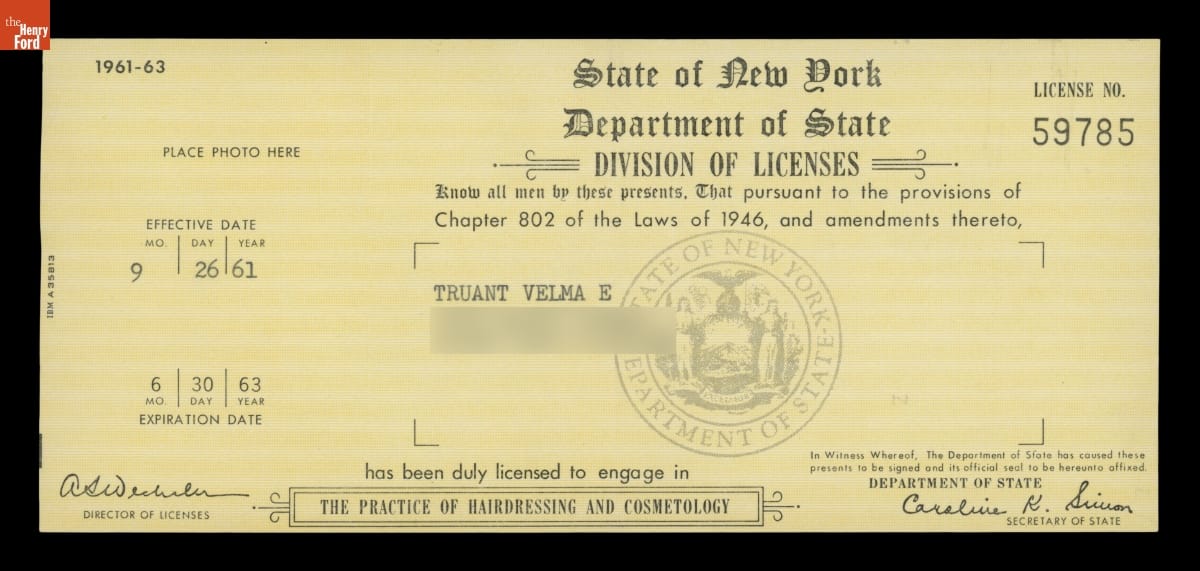 the
Henry
Ford
1961-63
State of New York
Department of State
DIVISION OF LICENSES
LICENSE NO.
59785
PLACE PHOTO HERE
Know all men by these presents, That pursuant to the provisions of
Chapter 802 of the Laws of 1946, and amendments thereto,
EFFECTIVE DATE
MO. DAY YEAR
9 26 61
IBM A35813
TRUANT VELMA E
STATE OF NEW YORK
DEPARTMENT OF STATE
EXCELSIOR
6 30 63
MO. DAY YEAR
EXPIRATION DATE
Z
has been duly licensed to engage in
THE PRACTICE OF HAIRDRESSING AND COSMETOLOGY
In Witness Whereof, The Department of State has caused these
presents to be signed and its official seal to be hereunto affixed.
DEPARTMENT OF STATE
Caroline K. Simon
SECRETARY OF STATE
DIRECTOR OF LICENSES